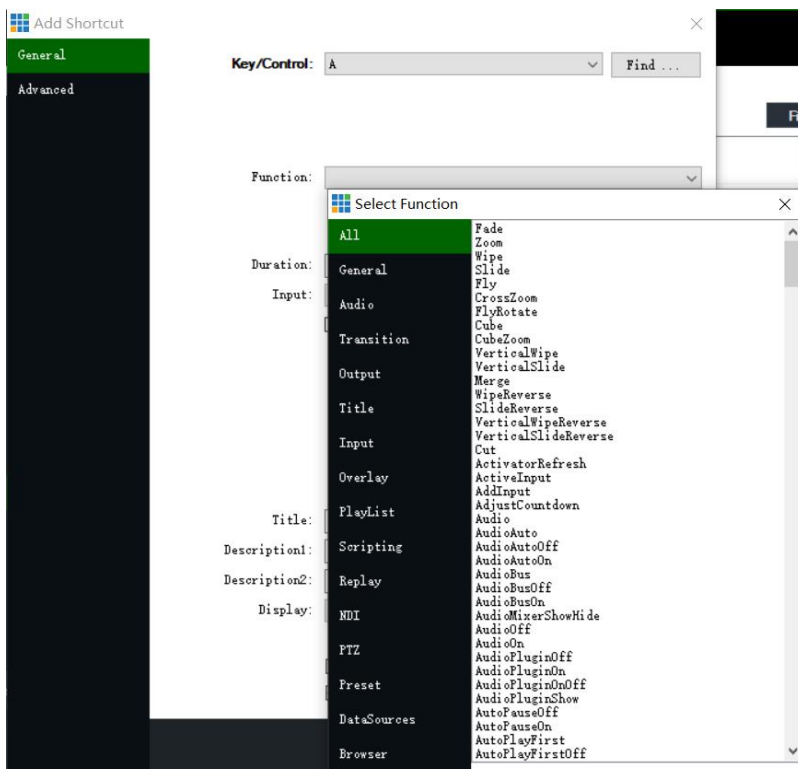 Add Shortcut
General
Advanced
Key/Control:
A
Find ...
Function:
Duration:
Input:
Title:
Description1:
Description2:
Display:
Select Function
All
General
Audio
Transition
Output
Title
Input
Overlay
PlayList
Scripting
Replay
NDI
PTZ
Preset
DataSources
Browser
Fade
Zoom
Wipe
Slide
Fly
CrossZoom
FlyRotate
Cube
CubeZoom
VerticalWipe
VerticalSlide
Merge
WipeReverse
SlideReverse
VerticalWipeReverse
VerticalSlideReverse
Cut
ActivatorRefresh
ActiveInput
AddInput
AdjustCountdown
Audio
AudioAuto
AudioAutoOff
AudioAutoOn
AudioBus
AudioBusOff
AudioBusOn
AudioMixerShowHide
AudioOff
AudioOn
AudioPluginOff
AudioPluginOn
AudioPluginOnOff
AudioPluginShow
AutoPauseOff
AutoPauseOn
AutoPlayFirst
AutoPlayFirstOff